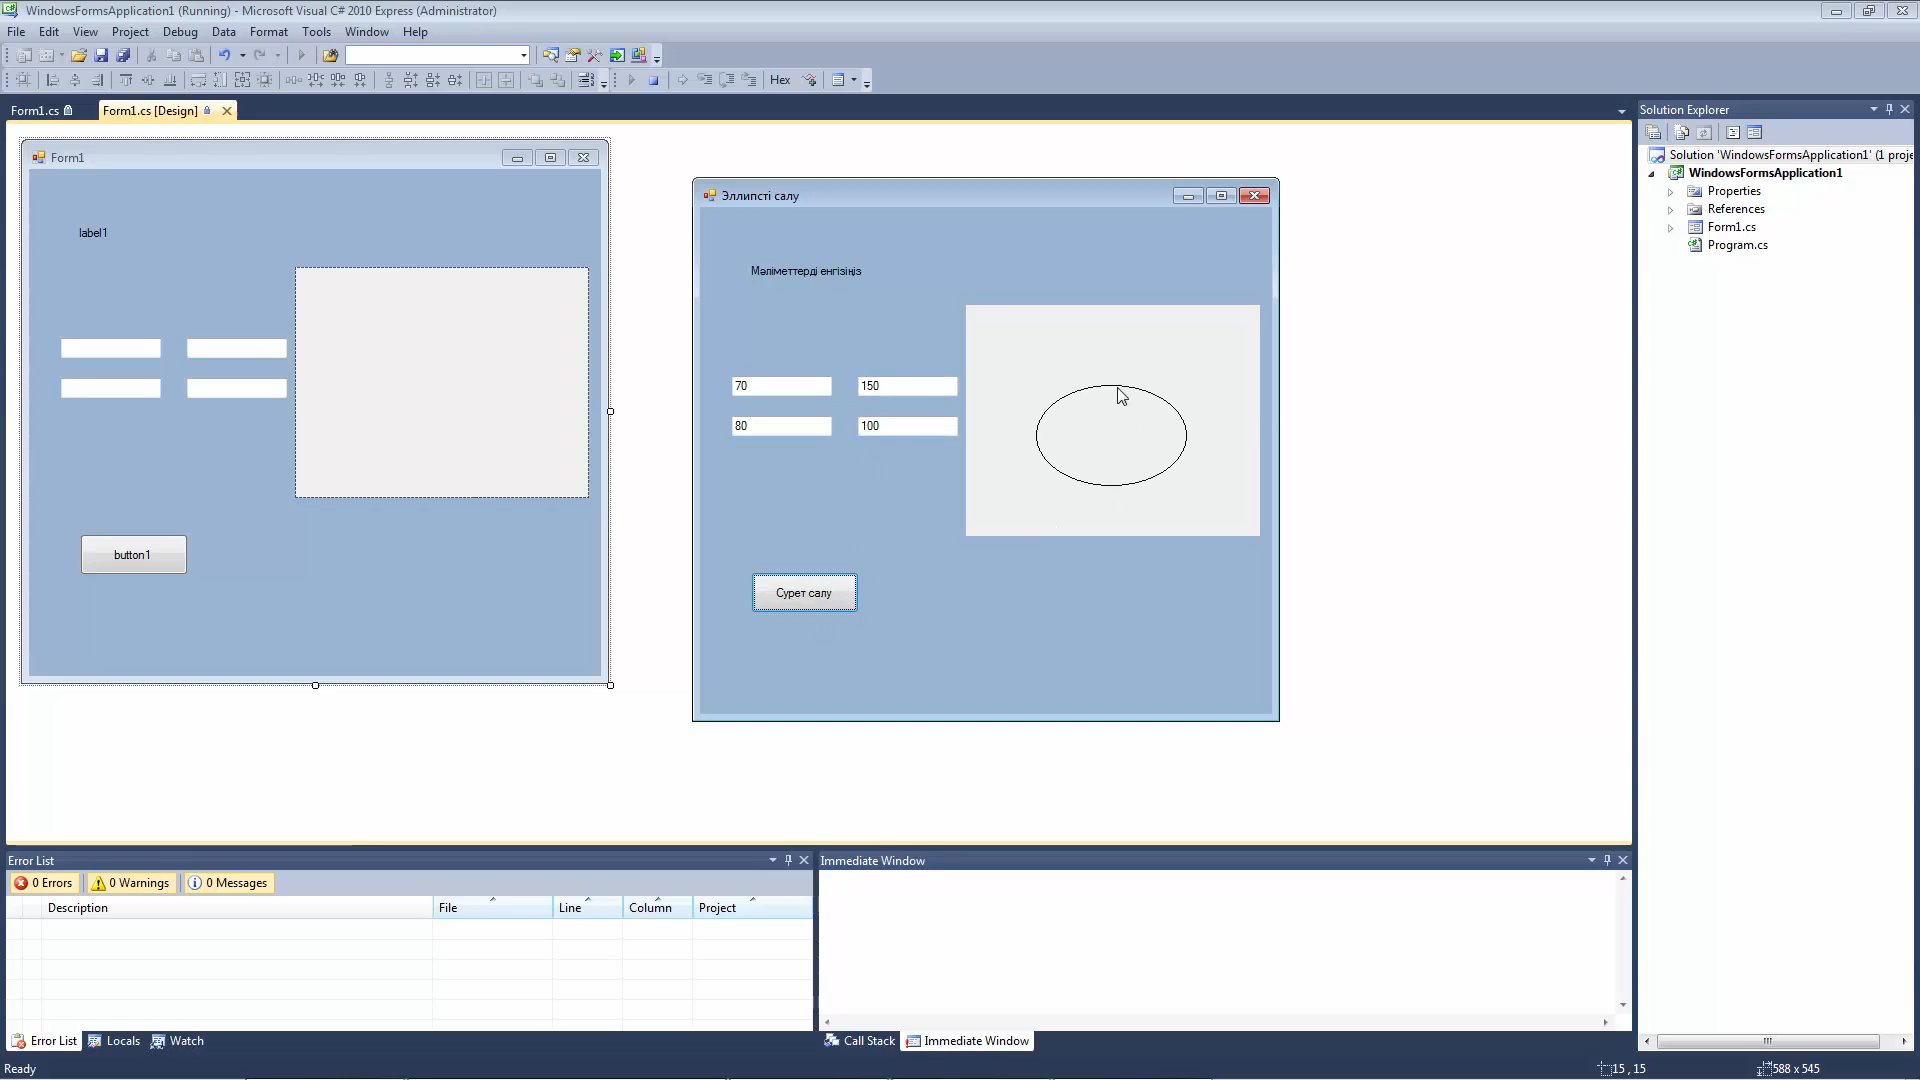 WindowsFormsApplication1 (Running) - Microsoft Visual C# 2010 Express (Administrator)
File Edit View Project Debug Data Format Tools Window Help
Hex
Form1.cs Form1.cs [Design]
Form1
label1
button1
Эллипсті салу
Мәліметтерді енгізіңіз
70 150
80 100
Сурет салу
Solution Explorer
Solution 'WindowsFormsApplication1' (1 proje
WindowsFormsApplication1
Properties
References
Form1.cs
Program.cs
Error List
0 Errors 0 Warnings 0 Messages
Description File Line Column Project
Error List Locals Watch
Immediate Window
Call Stack Immediate Window
Ready 15 , 15 588 x 545